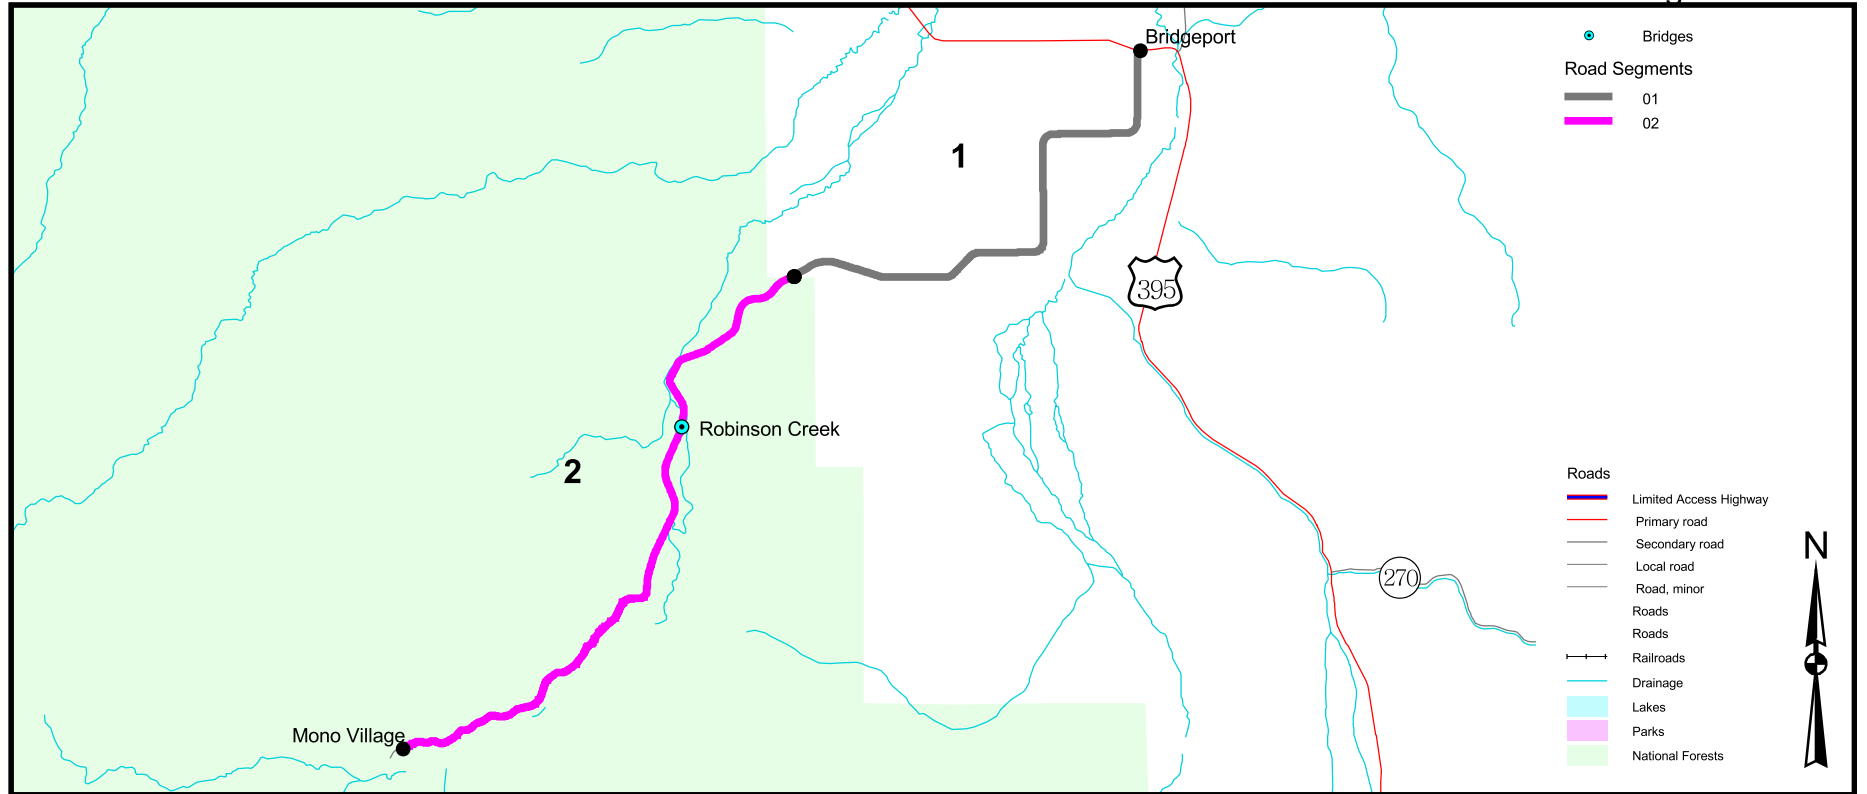 Bridgeport
Bridges
Road Segments
01
02
1
395
Robinson Creek
2
Roads
Limited Access Highway
Primary road
Secondary road
Local road
Road, minor
Roads
Roads
Railroads
Drainage
Lakes
Parks
National Forests
N
270
Mono Village